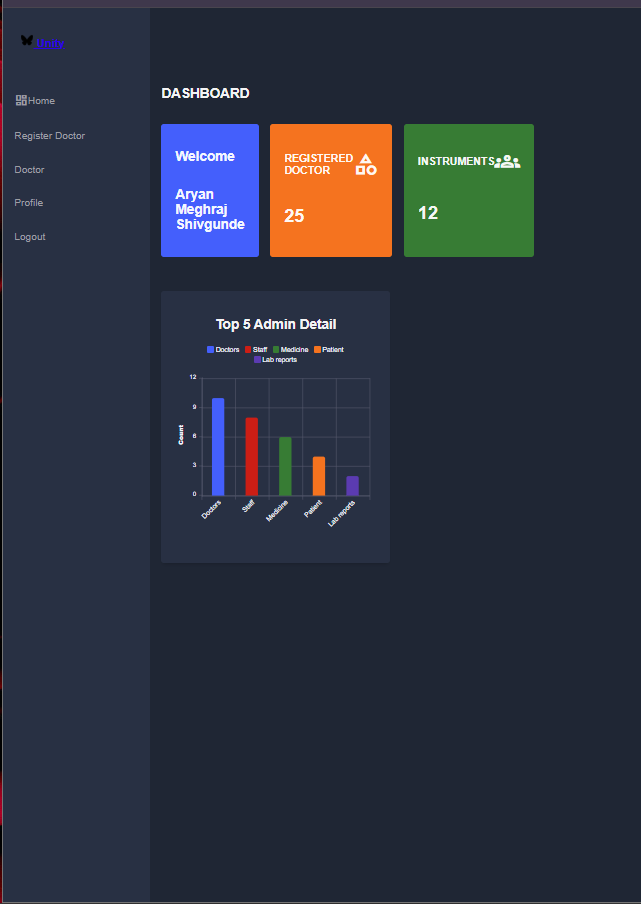 Home
Register Doctor
Doctor
Profile
Logout
DASHBOARD
Welcome
Aryan
Meghraj
Shivgunde
REGISTERED
DOCTOR
25
INSTRUMENTS
12
Top 5 Admin Detail
Doctors Staff Medicine Patient
Lab reports
12
9
6
3
0
Count
Doctors
Staff
Medicine
Patient
Lab reports